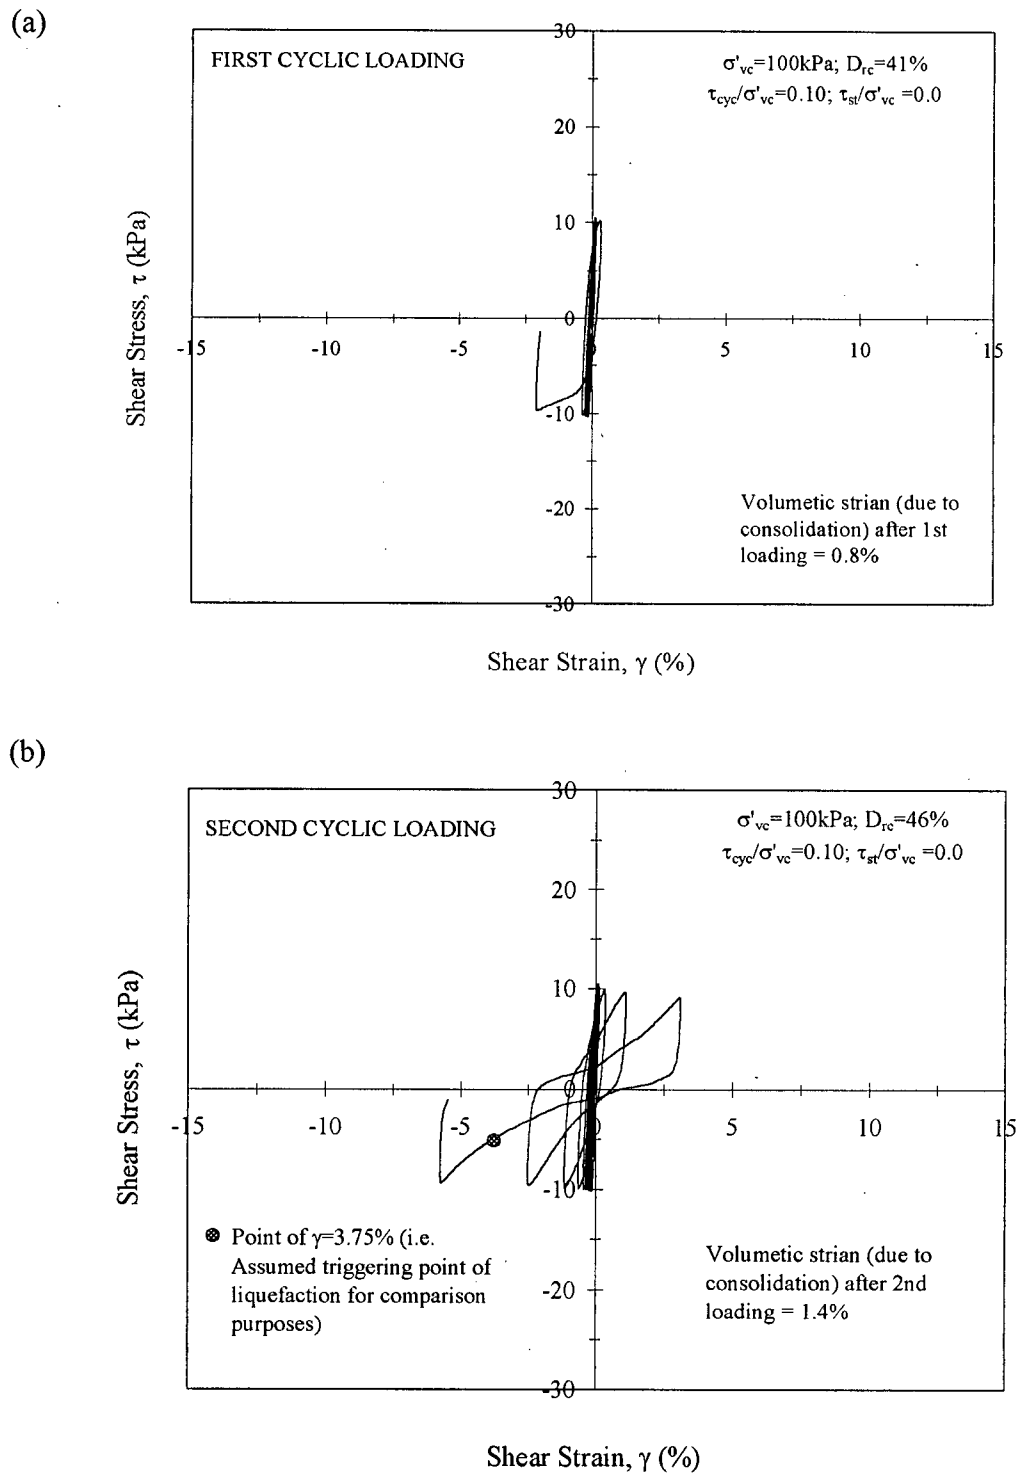 (a)
30
FIRST CYCLIC LOADING
σ'vc=100kPa; Drc=41%
τcyc/σ'vc=0.10; τst/σ'vc =0.0
20
10
0
-15
-10
-5
0
5
10
15
-10
-20
-30
Shear Stress, τ (kPa)
Volumetic strian (due to
consolidation) after 1st
loading = 0.8%
Shear Strain, γ (%)
(b)
30
SECOND CYCLIC LOADING
σ'vc=100kPa; Drc=46%
τcyc/σ'vc=0.10; τst/σ'vc =0.0
20
10
0
-15
-10
-5
0
5
10
15
-10
-20
-30
Shear Stress, τ (kPa)
Point of γ=3.75% (i.e.
Assumed triggering point of
liquefaction for comparison
purposes)
Volumetic strian (due to
consolidation) after 2nd
loading = 1.4%
Shear Strain, γ (%)